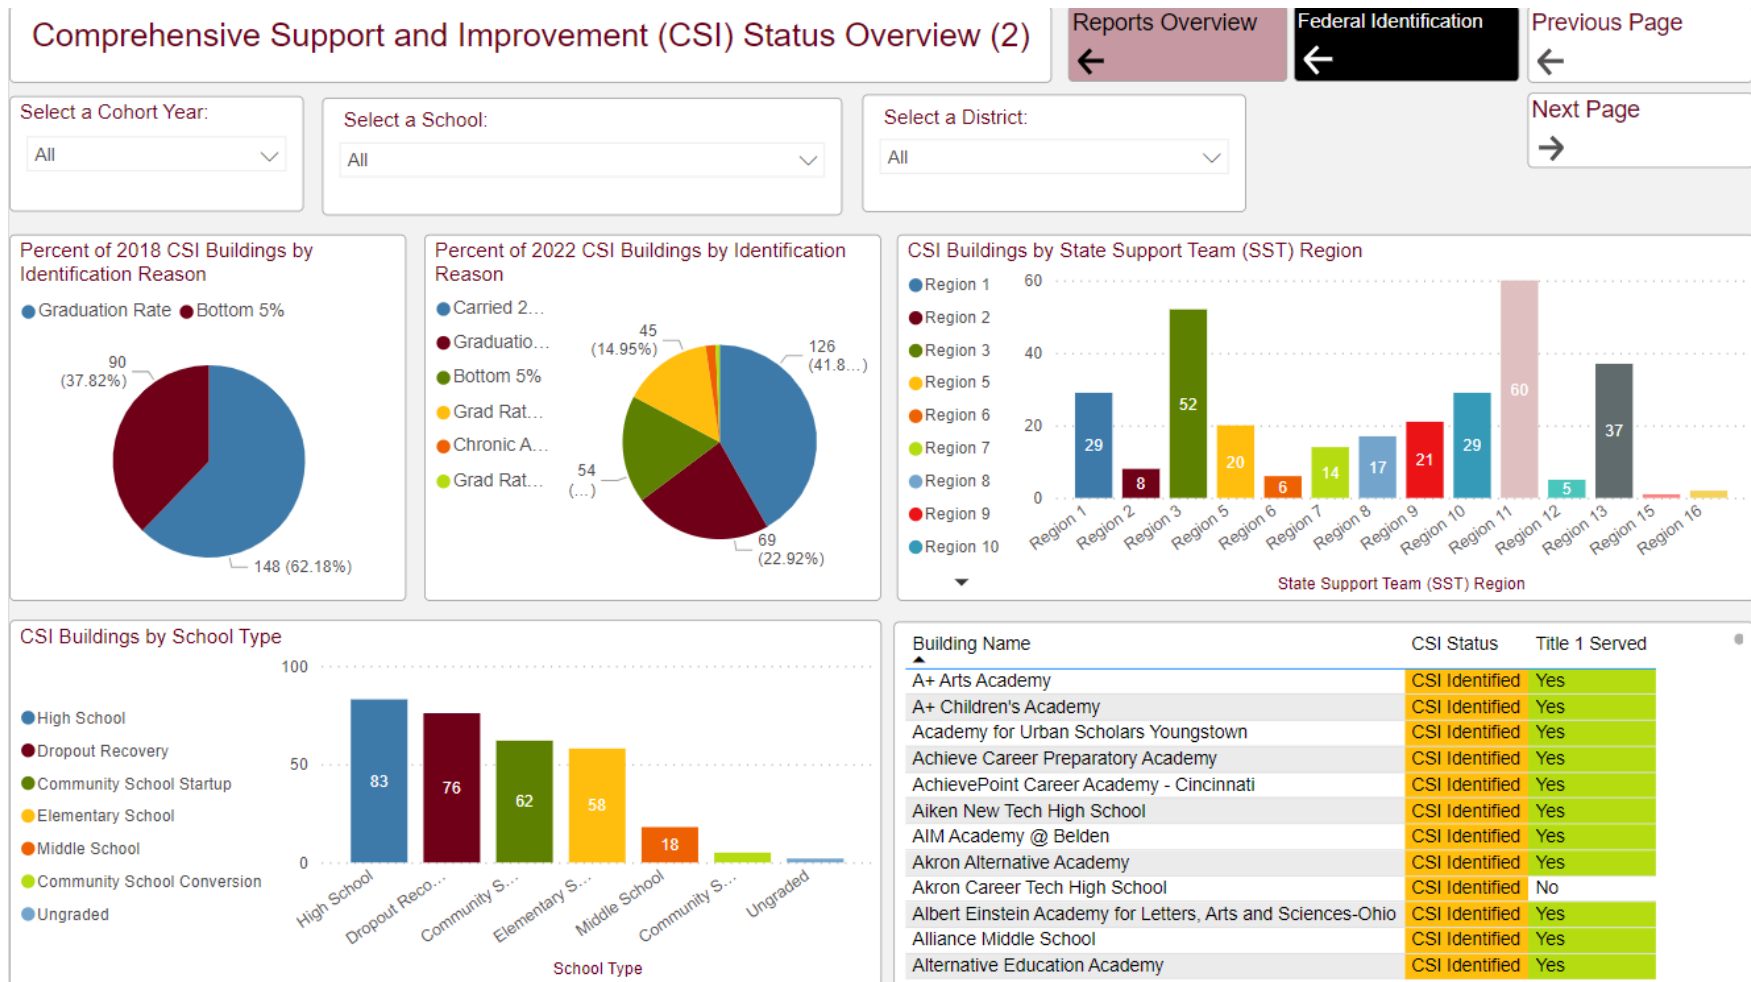 Comprehensive Support and Improvement (CSI) Status Overview (2)
Reports Overview
Federal Identification
Previous Page
Next Page
Select a Cohort Year:
All
Select a School:
All
Select a District:
All
Percent of 2018 CSI Buildings by
Identification Reason
Graduation Rate
Bottom 5%
90
(37.82%)
148 (62.18%)
Percent of 2022 CSI Buildings by Identification
Reason
Carried 2...
Graduatio...
Bottom 5%
Grad Rat...
Chronic A...
Grad Rat...
45
(14.95%)
126
(41.8...)
54
(...)
69
(22.92%)
CSI Buildings by State Support Team (SST) Region
Region 1
Region 2
Region 3
Region 5
Region 6
Region 7
Region 8
Region 9
Region 10
60
40
20
0
29
8
52
20
6
14
17
21
29
60
5
37
Region 1
Region 2
Region 3
Region 5
Region 6
Region 7
Region 8
Region 9
Region 10
Region 11
Region 12
Region 13
Region 15
Region 16
State Support Team (SST) Region
CSI Buildings by School Type
High School
Dropout Recovery
Community School Startup
Elementary School
Middle School
Community School Conversion
Ungraded
100
50
0
83
76
62
58
18
High School
Dropout Reco...
Community S...
Elementary S...
Middle School
Community S...
Ungraded
School Type
Building Name CSI Status Title 1 Served
A+ Arts Academy CSI Identified Yes
A+ Children's Academy CSI Identified Yes
Academy for Urban Scholars Youngstown CSI Identified Yes
Achieve Career Preparatory Academy CSI Identified Yes
AchievePoint Career Academy - Cincinnati CSI Identified Yes
Aiken New Tech High School CSI Identified Yes
AIM Academy @ Belden CSI Identified Yes
Akron Alternative Academy CSI Identified Yes
Akron Career Tech High School CSI Identified No
Albert Einstein Academy for Letters, Arts and Sciences-Ohio CSI Identified Yes
Alliance Middle School CSI Identified Yes
Alternative Education Academy CSI Identified Yes